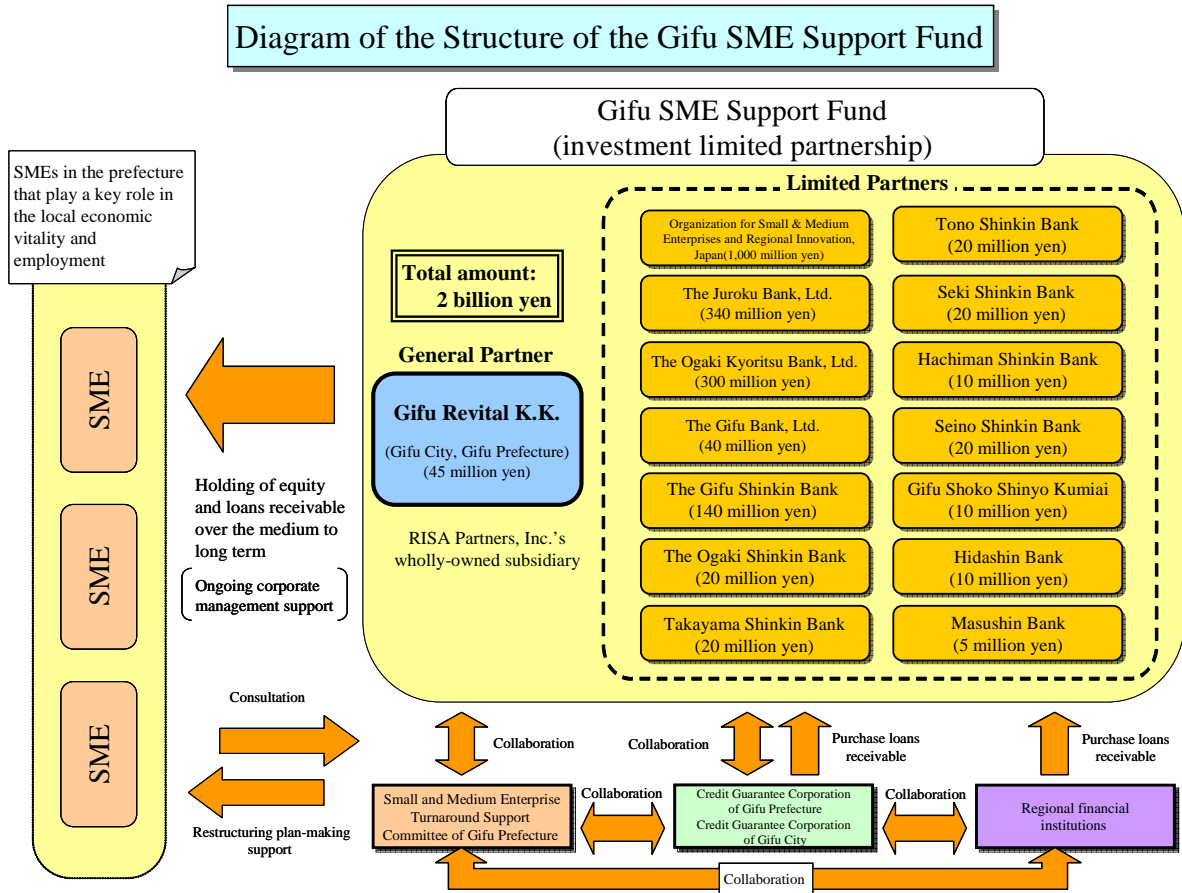 Diagram of the Structure of the Gifu SME Support Fund
Gifu SME Support Fund
(investment limited partnership)
SMEs in the prefecture
that play a key role in
the local economic
vitality and
employment
SME
SME
SME
Holding of equity
and loans receivable
over the medium to
long term
Ongoing corporate
management support
Total amount:
2 billion yen
General Partner
Gifu Revital K.K.
(Gifu City, Gifu Prefecture)
(45 million yen)
RISA Partners, Inc.'s
wholly-owned subsidiary
Limited Partners
Organization for Small & Medium
Enterprises and Regional Innovation,
Japan(1,000 million yen)
The Juroku Bank, Ltd.
(340 million yen)
The Ogaki Kyoritsu Bank, Ltd.
(300 million yen)
The Gifu Bank, Ltd.
(40 million yen)
The Gifu Shinkin Bank
(140 million yen)
The Ogaki Shinkin Bank
(20 million yen)
Takayama Shinkin Bank
(20 million yen)
Tono Shinkin Bank
(20 million yen)
Seki Shinkin Bank
(20 million yen)
Hachiman Shinkin Bank
(10 million yen)
Seino Shinkin Bank
(20 million yen)
Gifu Shoko Shinyo Kumiai
(10 million yen)
Hidashin Bank
(10 million yen)
Masushin Bank
(5 million yen)
Consultation
Restructuring plan-making
support
Collaboration
Collaboration
Purchase loans
receivable
Purchase loans
receivable
Small and Medium Enterprise
Turnaround Support
Committee of Gifu Prefecture
Collaboration
Credit Guarantee Corporation
of Gifu Prefecture
Credit Guarantee Corporation
of Gifu City
Collaboration
Regional financial
institutions
Collaboration